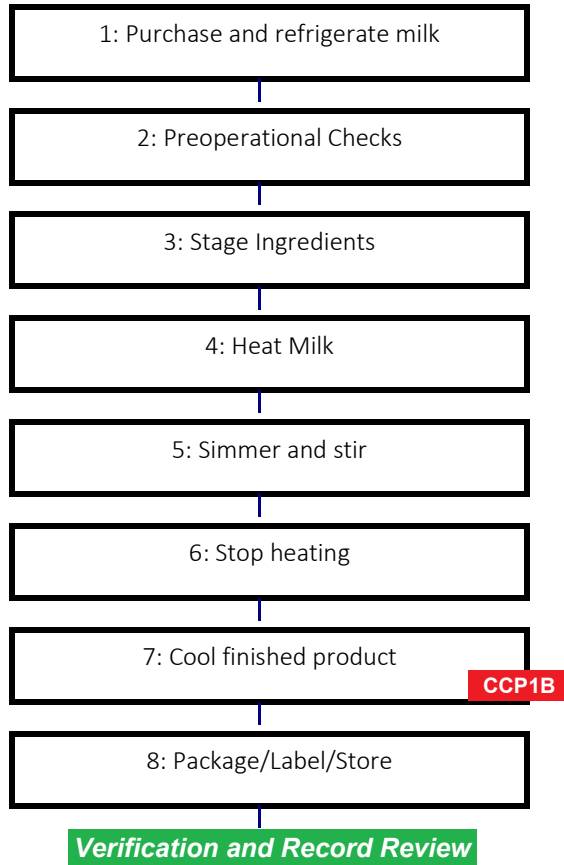 1: Purchase and refrigerate milk
2: Preoperational Checks
3: Stage Ingredients
4: Heat Milk
5: Simmer and stir
6: Stop heating
7: Cool finished product
CCP1B
8: Package/Label/Store
Verification and Record Review